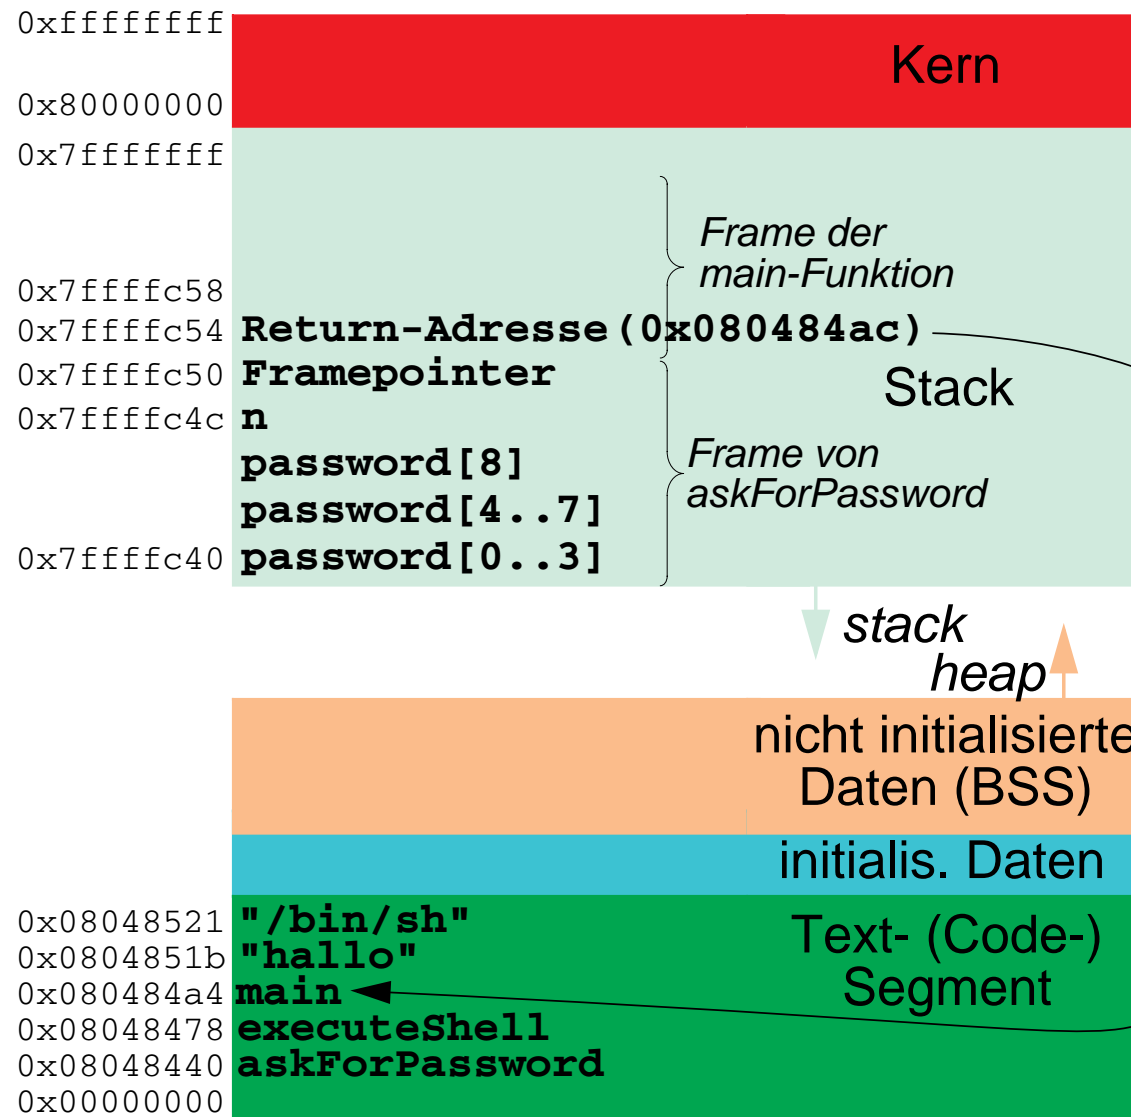 0xffffffff
Kern
0x80000000
0x7fffffff
Frame der
main-Funktion
0x7ffffc58
0x7ffffc54 Return-Adresse(0x080484ac)
0x7ffffc50 Framepointer
Stack
0x7ffffc4c n
password[8]
Frame von
askForPassword
password[4..7]
0x7ffffc40 password[0..3]
stack
heap
nicht initialisierte
Daten (BSS)
initialis. Daten
0x08048521 "/bin/sh"
Text- (Code-)
Segment
0x0804851b "hallo"
0x080484a4 main
0x08048478 executeShell
0x08048440 askForPassword
0x00000000